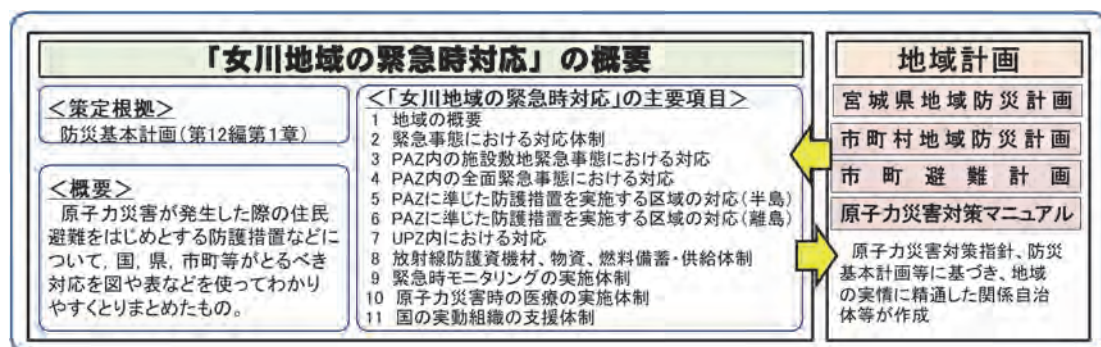 「女川地域の緊急時対応」の概要
＜策定根拠＞
防災基本計画(第12編第1章)
＜概要＞
原子力災害が発生した際の住民
避難をはじめとする防護措置などに
ついて, 国, 県, 市町等がとるべき
対応を図や表などを使ってわかり
やすくとりまとめたもの。
＜「女川地域の緊急時対応」の主要項目＞
1 地域の概要
2 緊急事態における対応体制
3 PAZ内の施設敷地緊急事態における対応
4 PAZ内の全面緊急事態における対応
5 PAZに準じた防護措置を実施する区域の対応(半島)
6 PAZに準じた防護措置を実施する区域の対応(離島)
7 UPZ内における対応
8 放射線防護資機材、物資、燃料備蓄・供給体制
9 緊急時モニタリングの実施体制
10 原子力災害時の医療の実施体制
11 国の実動組織の支援体制
地域計画
宮城県地域防災計画
市町村地域防災計画
市町避難計画
原子力災害対策マニュアル
原子力災害対策指針、防災
基本計画等に基づき、地域
の実情に精通した関係自治
体等が作成